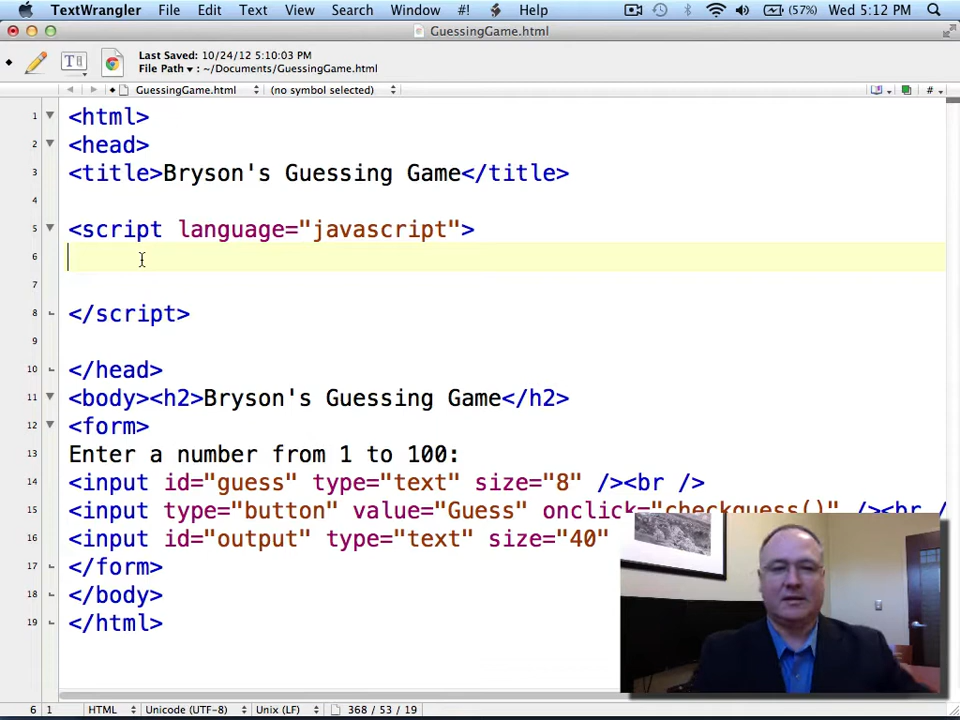 TextWrangler File Edit Text View Search Window #! Help (57%) Wed 5:12 PM
GuessingGame.html
Last Saved: 10/24/12 5:10:03 PM
File Path : ~/Documents/GuessingGame.html
GuessingGame.html (no symbol selected) #
1 <html>
2 <head>
3 <title>Bryson's Guessing Game</title>
4
5 <script language="javascript">
6
7
8 </script>
9
10 </head>
11 <body><h2>Bryson's Guessing Game</h2>
12 <form>
13 Enter a number from 1 to 100:
14 <input id="guess" type="text" size="8" /><br />
15 <input type="button" value="Guess" onclick="checkguess()" /><br /
16 <input id="output" type="text" size="40"
17 </form>
18 </body>
19 </html>
6 1 HTML Unicode (UTF-8) Unix (LF) 368 / 53 / 19